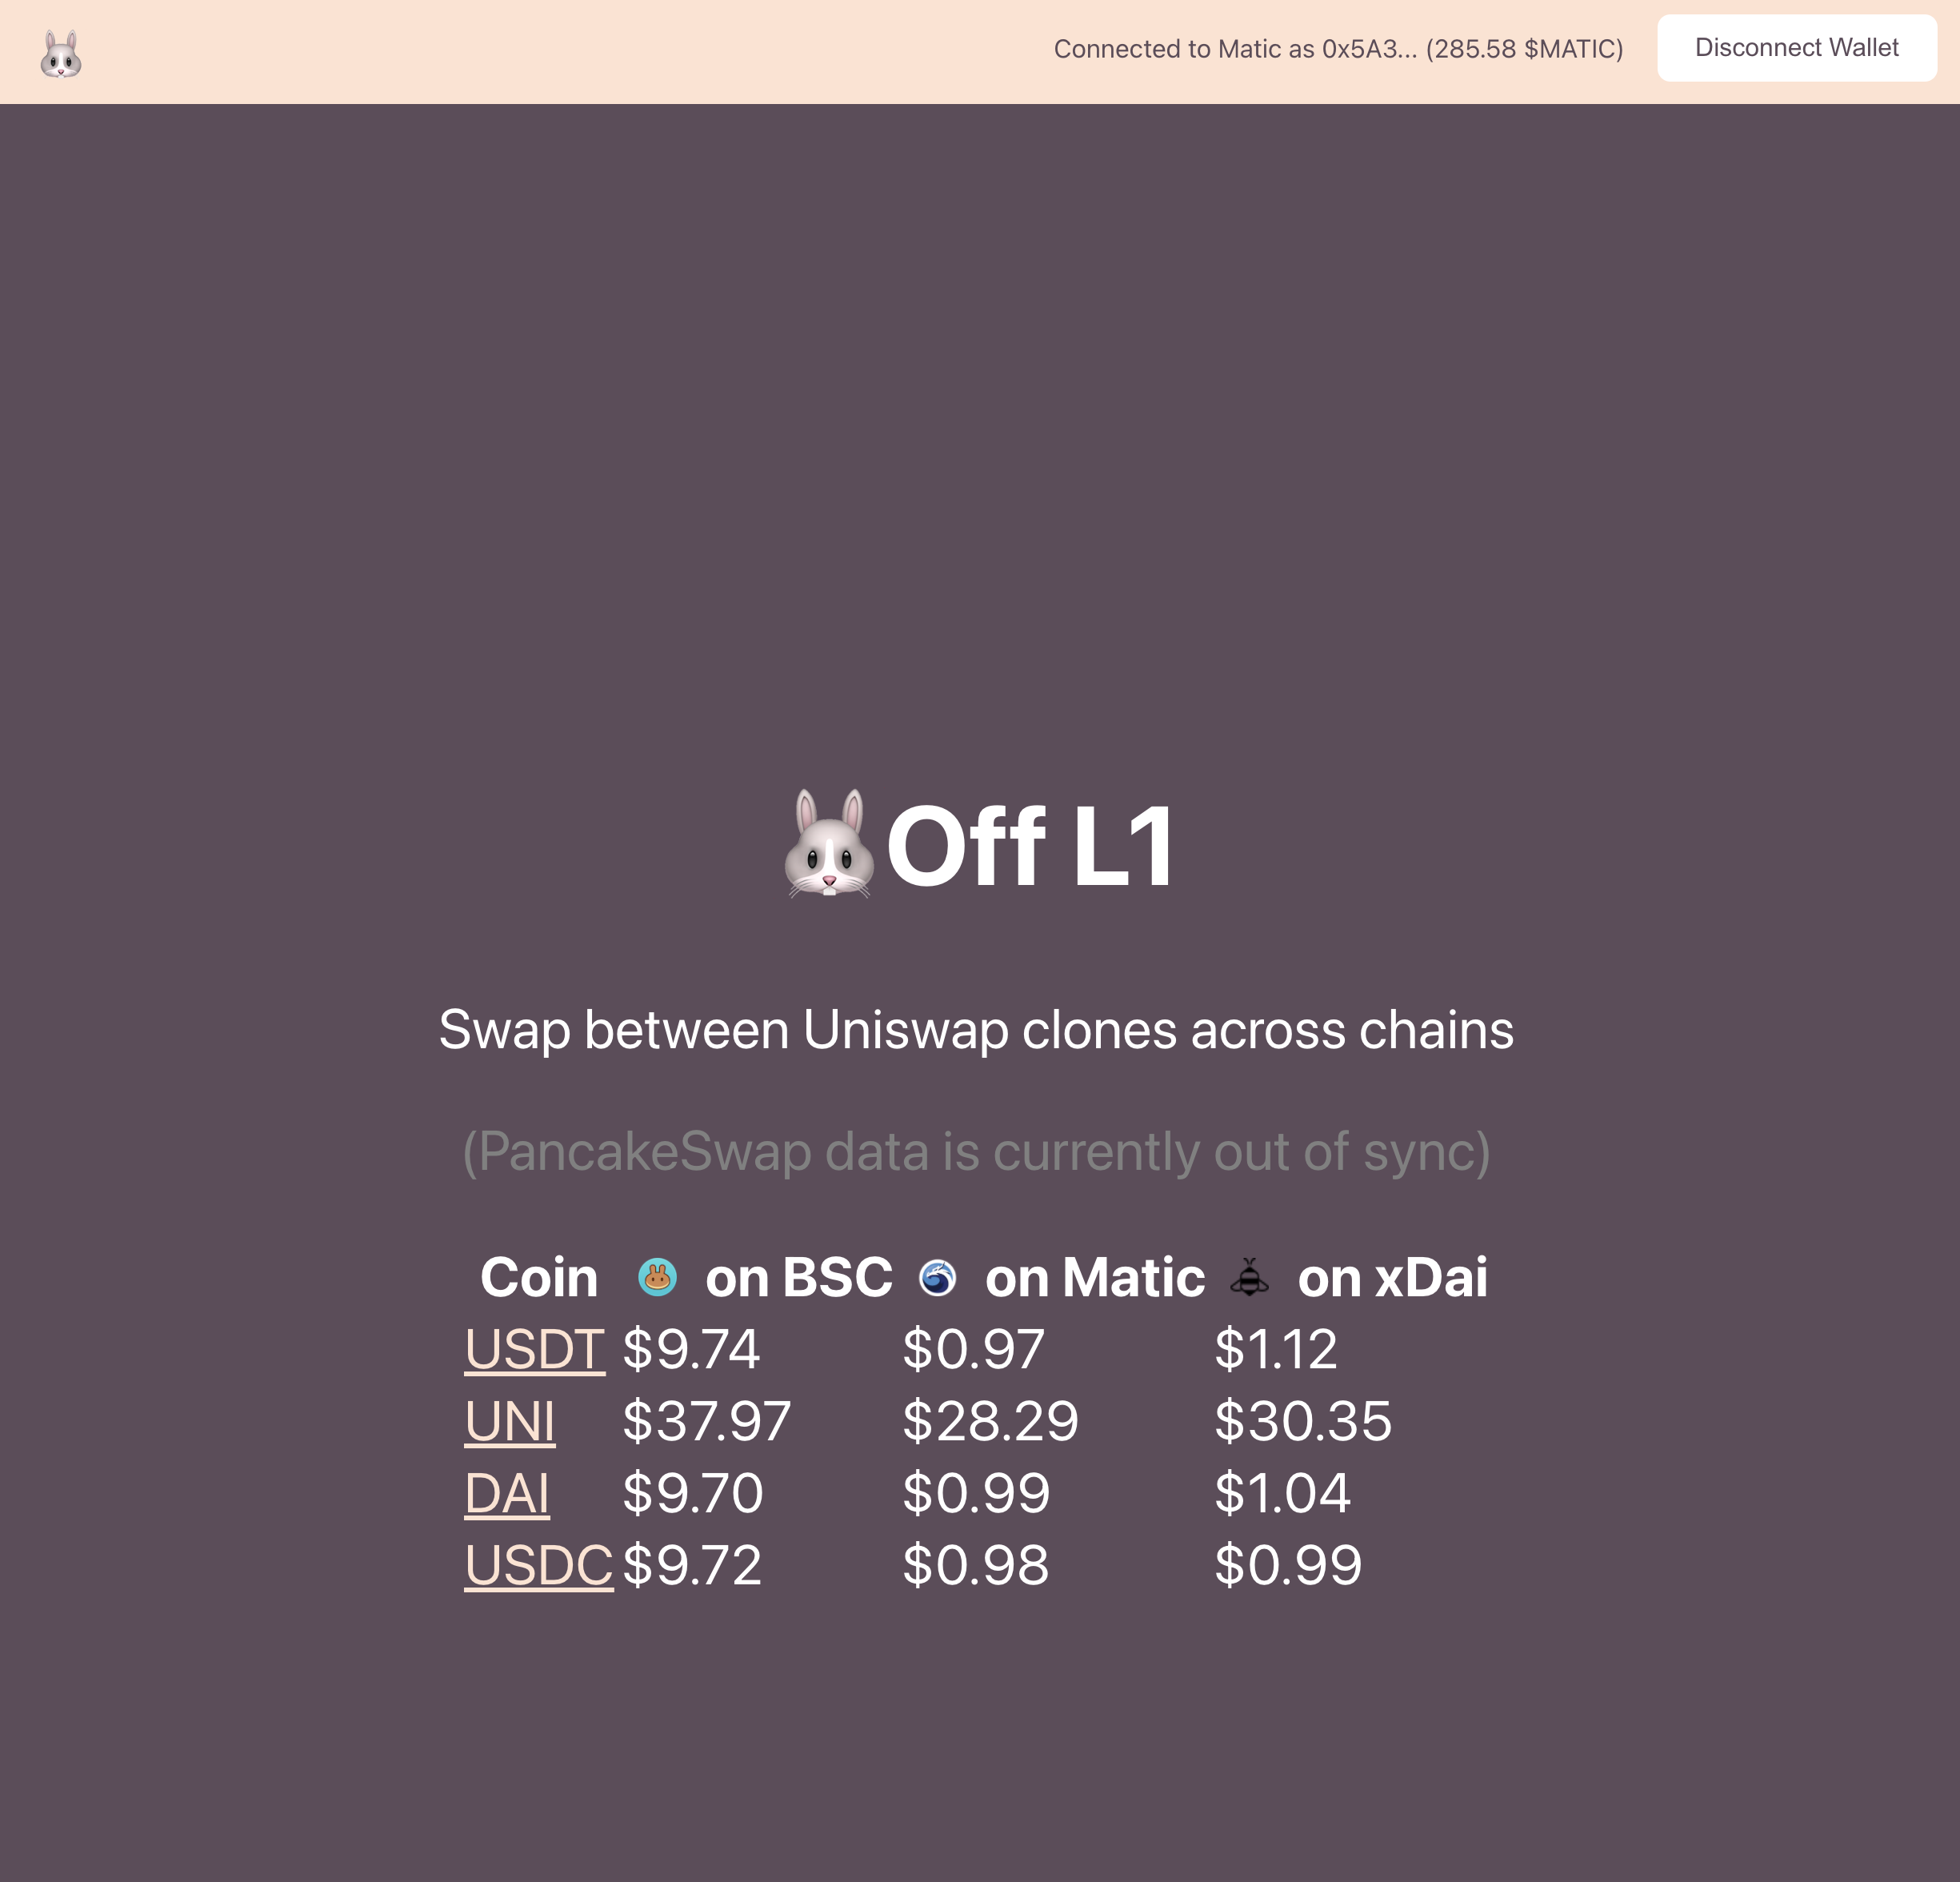 Connected to Matic as 0x5A3... (285.58 $MATIC) Disconnect Wallet
Off L1
Swap between Uniswap clones across chains
(PancakeSwap data is currently out of sync)
Coin on BSC on Matic on xDai
USDT $9.74 $0.97 $1.12
UNI $37.97 $28.29 $30.35
DAI $9.70 $0.99 $1.04
USDC $9.72 $0.98 $0.99